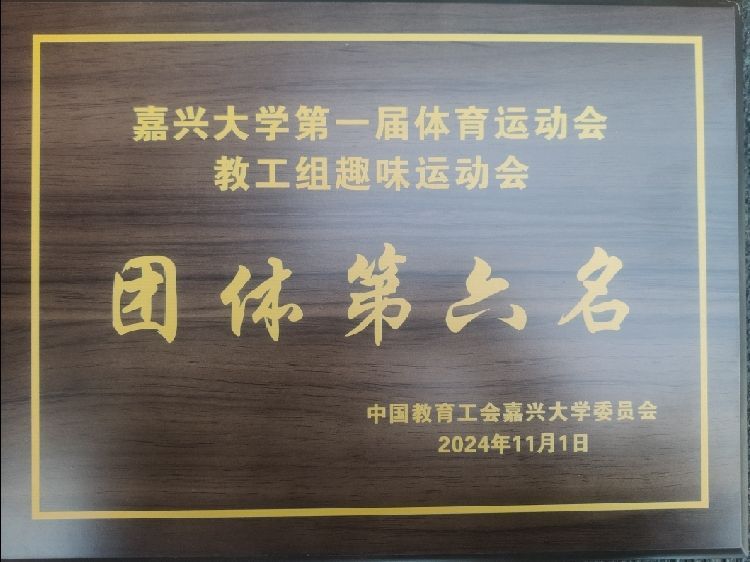 嘉兴大学第一届体育运动会
教工组趣味运动会
团体第六名
中国教育工会嘉兴大学委员会
2024年11月1日